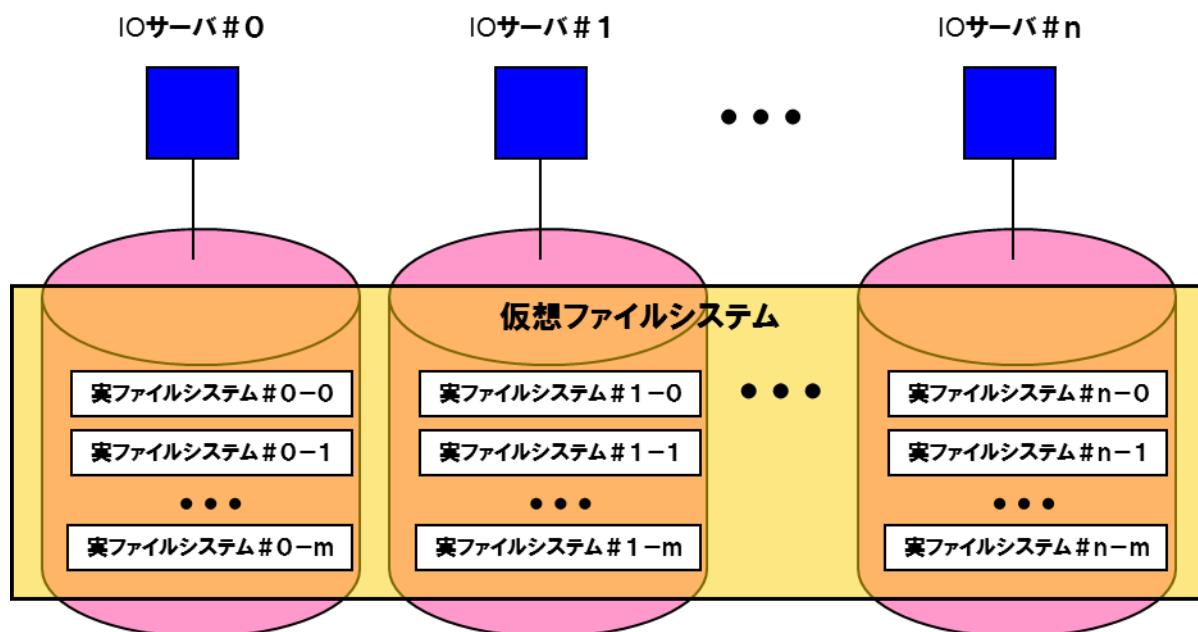 IOサーバ#0
IOサーバ#1
IOサーバ#n
仮想ファイルシステム
実ファイルシステム#0-0
実ファイルシステム#1-0
実ファイルシステム#n-0
実ファイルシステム#0-1
実ファイルシステム#1-1
実ファイルシステム#n-1
実ファイルシステム#0-m
実ファイルシステム#1-m
実ファイルシステム#n-m